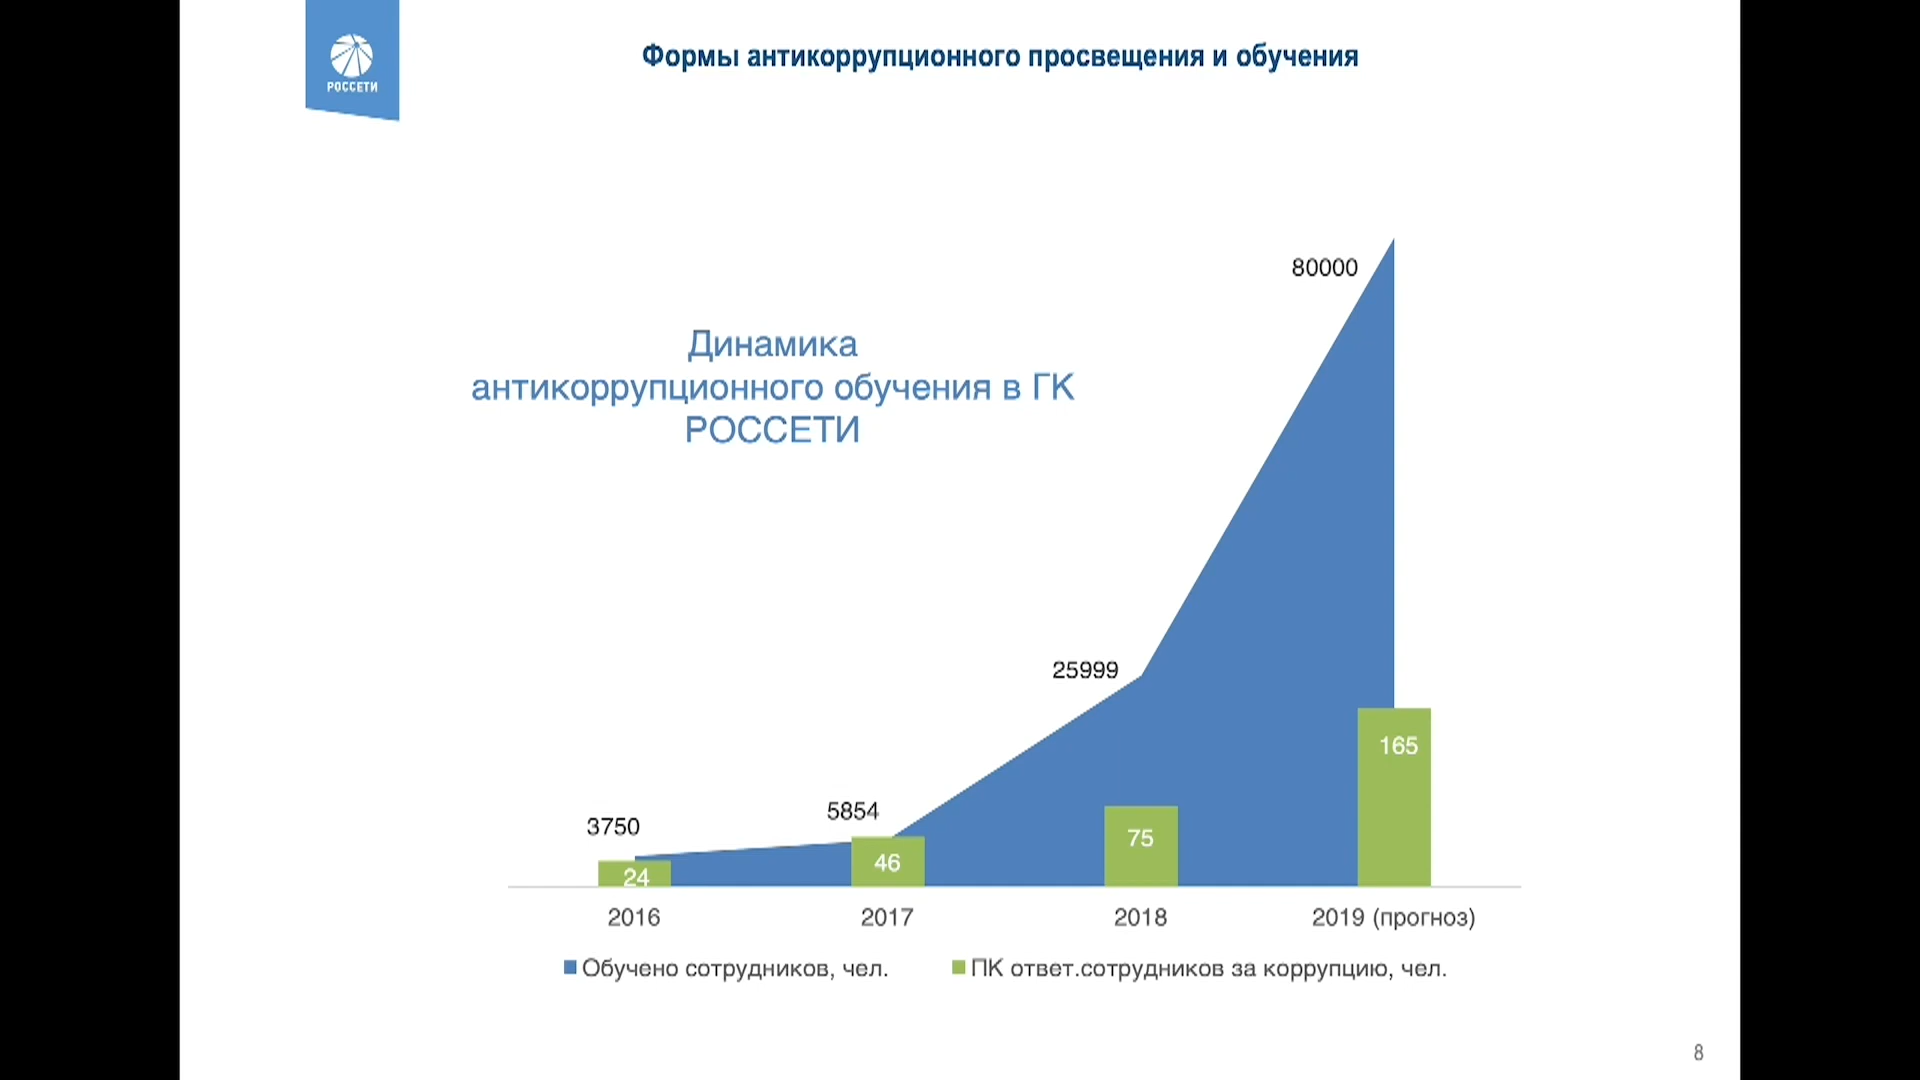 РОССЕТИ
Формы антикоррупционного просвещения и обучения
Динамика
антикоррупционного обучения в ГК
РОССЕТИ
80000
25999
5854
3750
165
75
46
24
2016 2017 2018 2019 (прогноз)
Обучено сотрудников, чел. ПК ответ.сотрудников за коррупцию, чел.
8